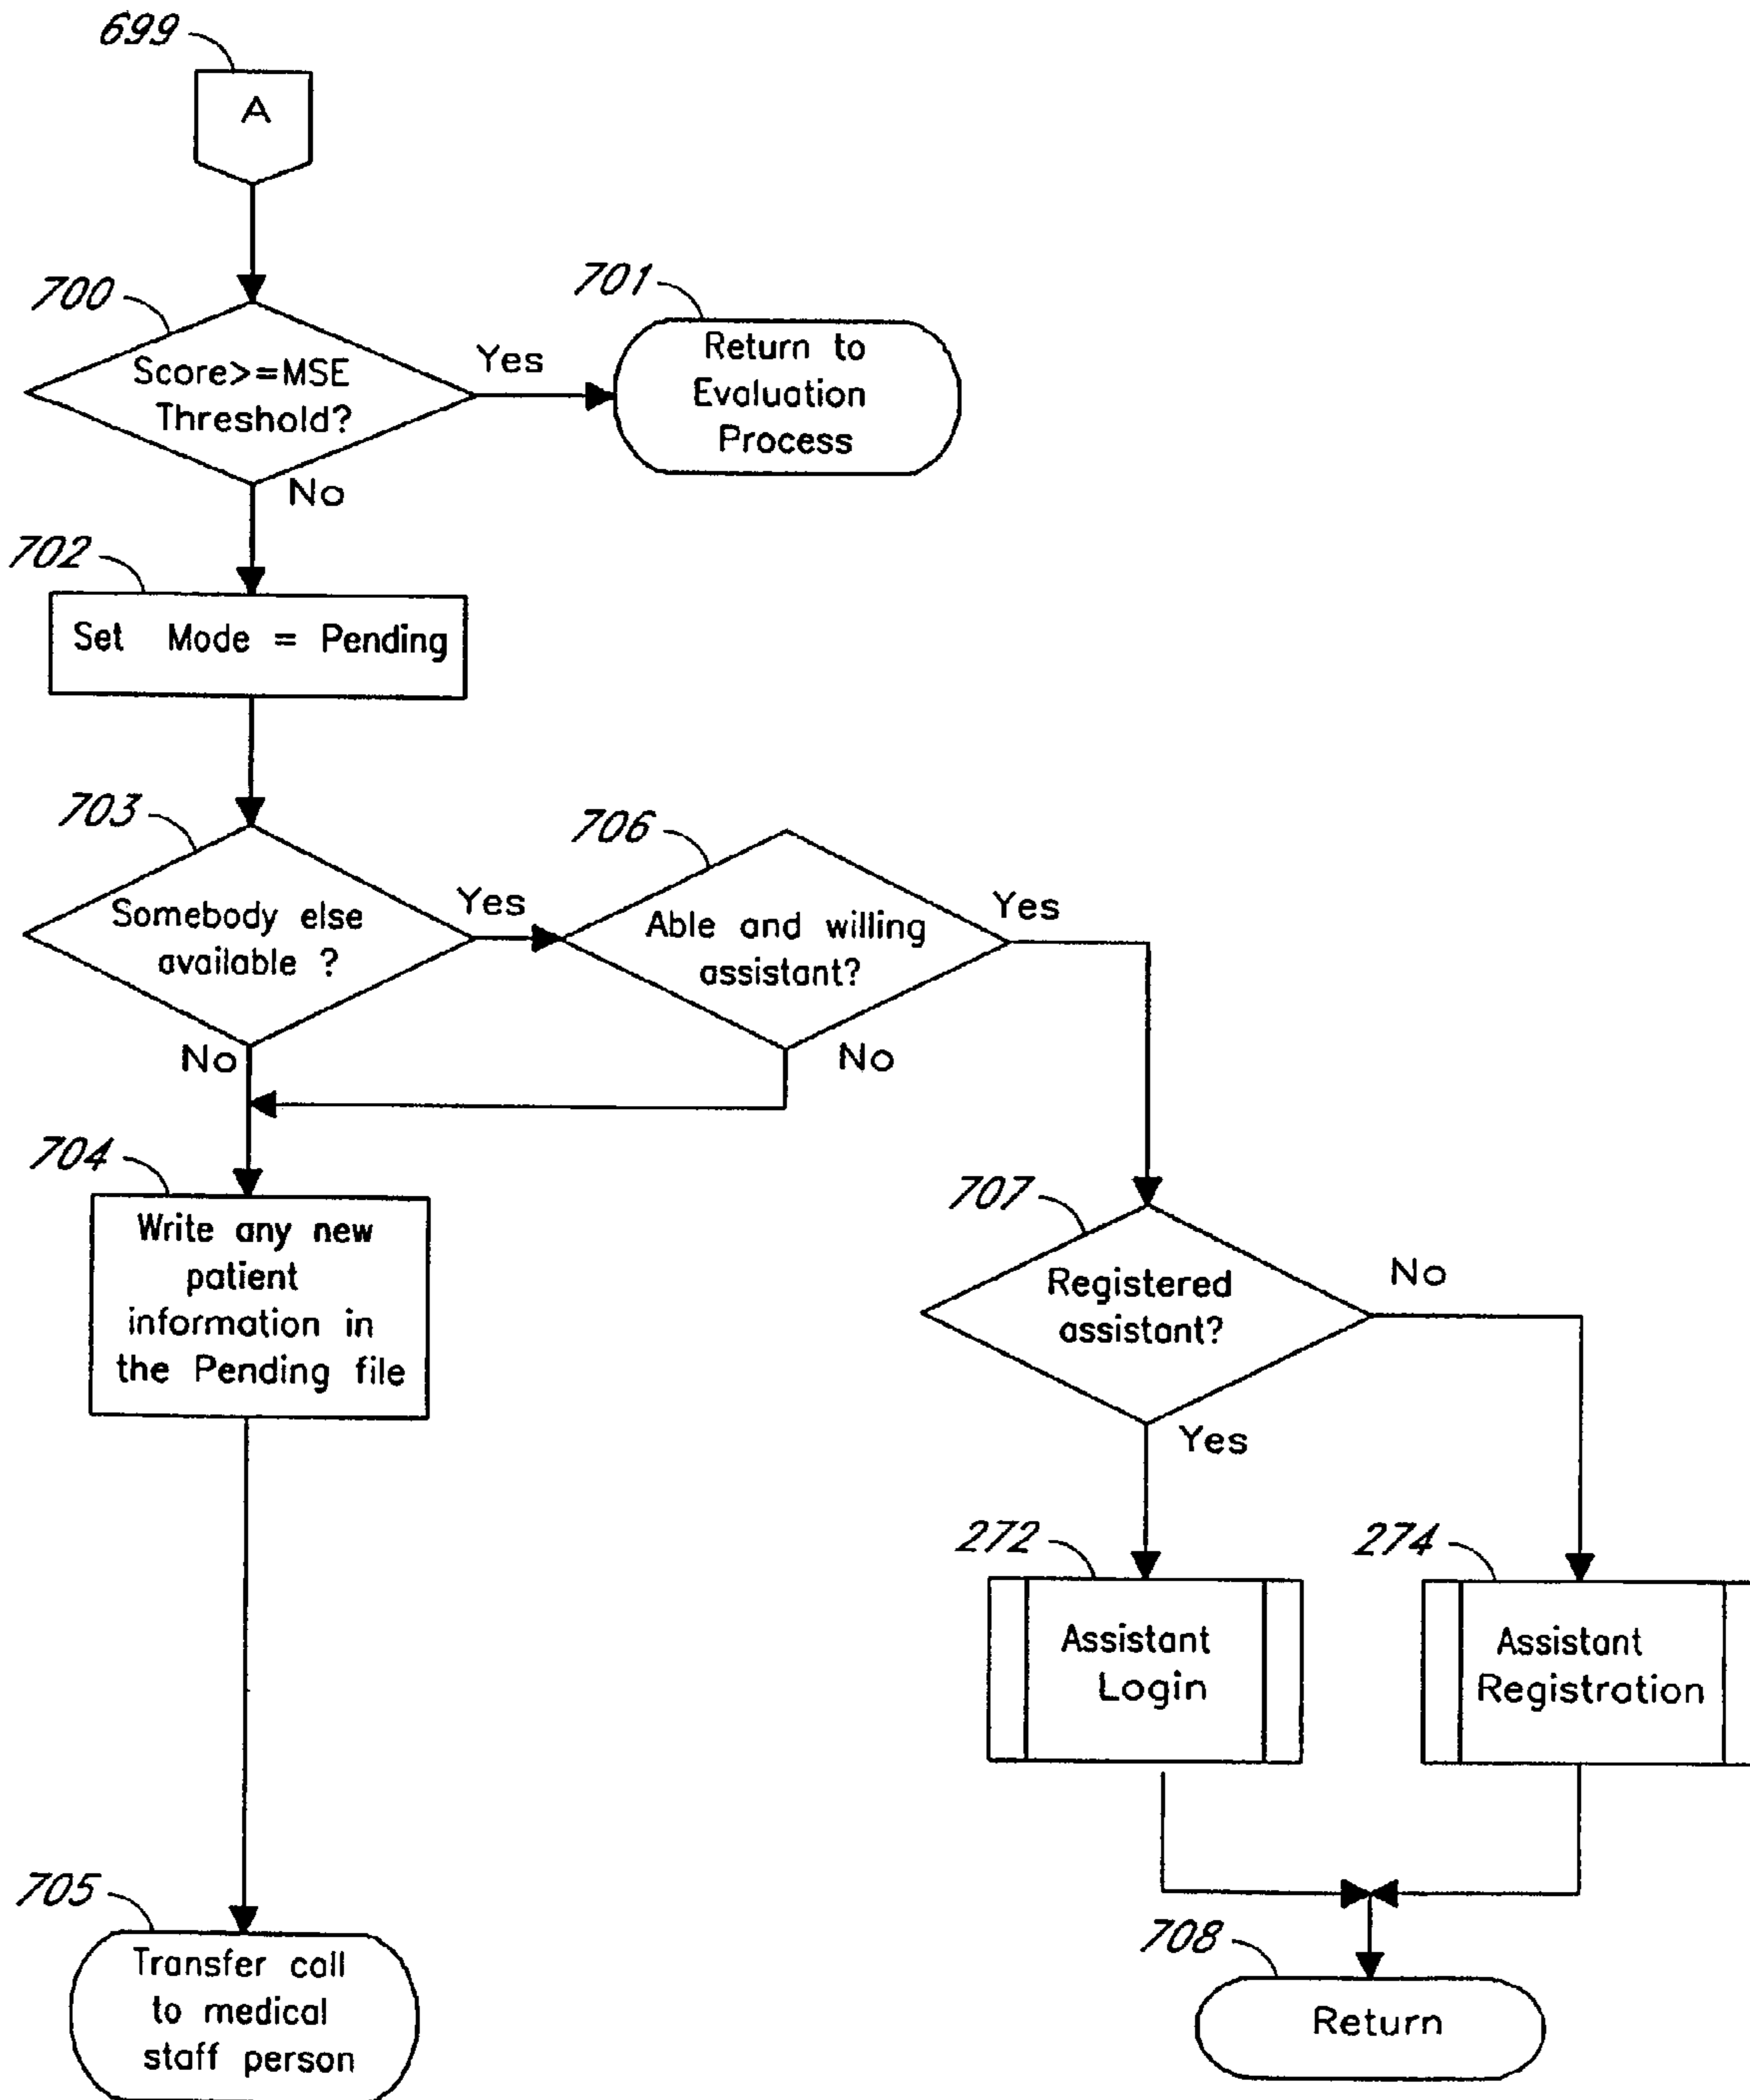 699
A
700
Score>=MSE
Threshold?
Yes
701
Return to
Evaluation
Process
No
702
Set Mode = Pending
703
Somebody else
available ?
Yes
706
Able and willing
assistant?
Yes
No
No
704
Write any new
patient
information in
the Pending file
707
Registered
assistant?
No
Yes
272
Assistant
Login
274
Assistant
Registration
705
Transfer call
to medical
staff person
708
Return